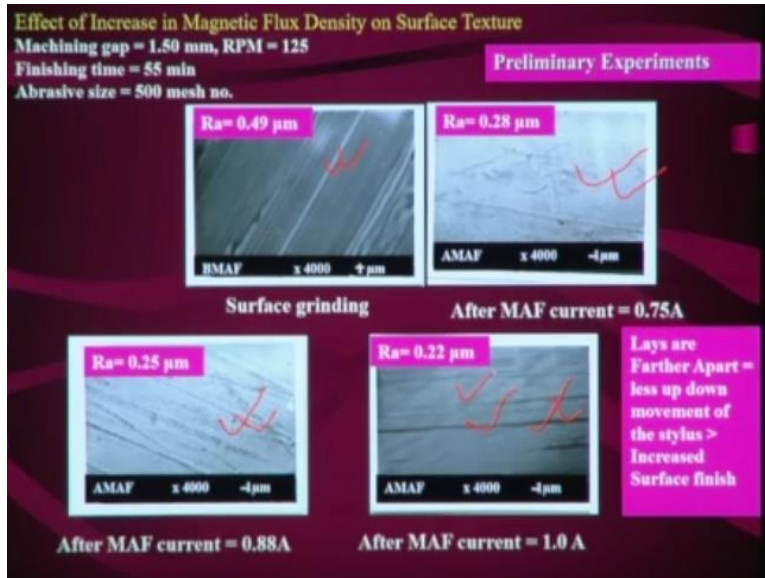 Effect of Increase in Magnetic Flux Density on Surface Texture
Machining gap = 1.50 mm, RPM = 125
Finishing time = 55 min
Abrasive size = 500 mesh no.
Preliminary Experiments
Ra= 0.49 µm
BMAF x 4000 µm
Surface grinding
Ra= 0.28 µm
AMAF x 4000 -4µm
After MAF current = 0.75A
Ra= 0.25 µm
AMAF x 4000 -4µm
After MAF current = 0.88A
Ra= 0.22 µm
AMAF x 4000 -4µm
After MAF current = 1.0 A
Lays are
Farther Apart =
less up down
movement of
the stylus >
Increased
Surface finish